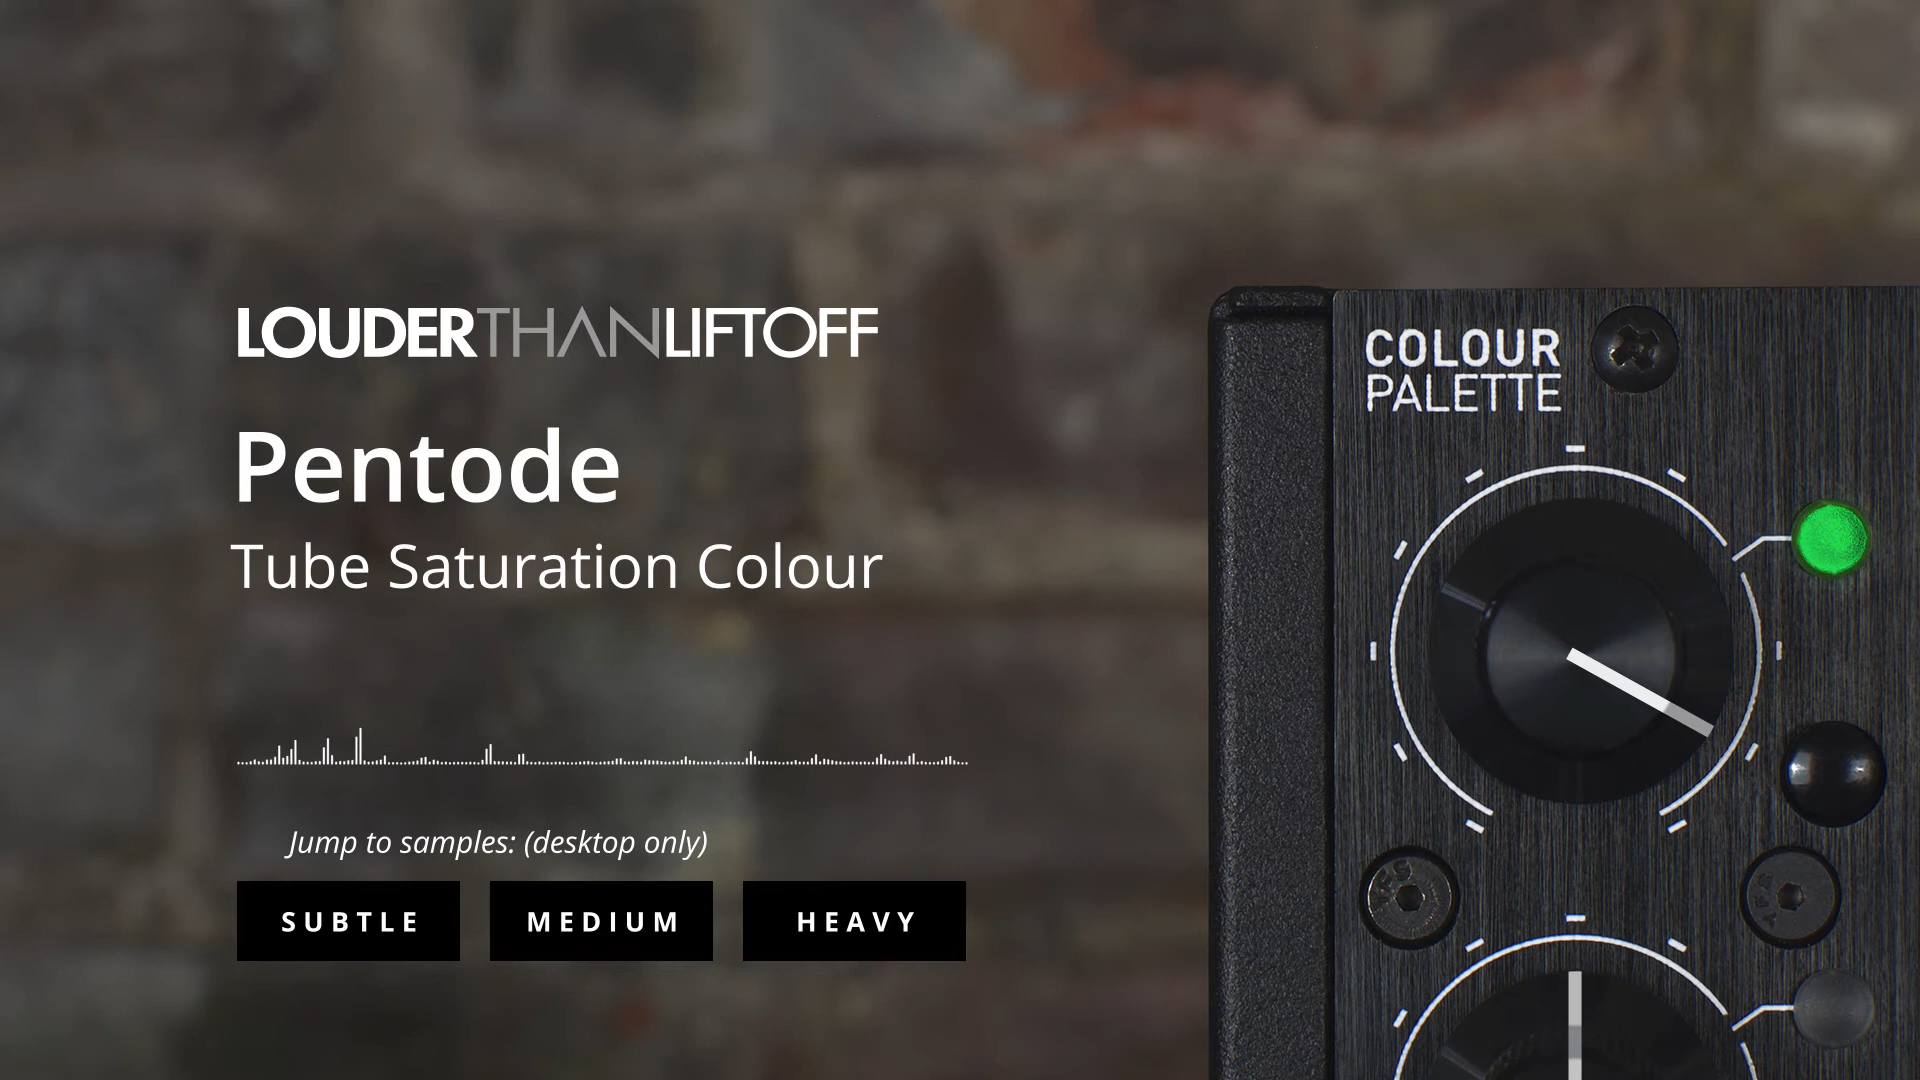 LOUDERTHANLIFTOFF
Pentode
Tube Saturation Colour
Jump to samples: (desktop only)
SUBTLE
MEDIUM
HEAVY
COLOUR
PALETTE